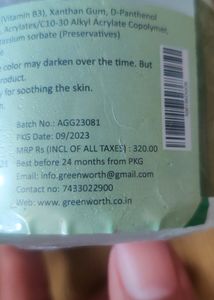 (Vitamin B3), Xanthan Gum, D-Panthenol
, Acrylates/C10-30 Alkyl Acrylate Copolymer,
tassium sorbate (Preservatives)
e color may darken over time. But
roduct.
y for soothing the skin.
Batch No.: AGG23081
PKG Date: 09/2023
MRP Rs (INCL OF ALL TAXES) : 320.00
Best before 24 months from PKG
Email: info.greenworth@gmail.com
Contact no: 7433022900
Web: www.greenworth.co.in